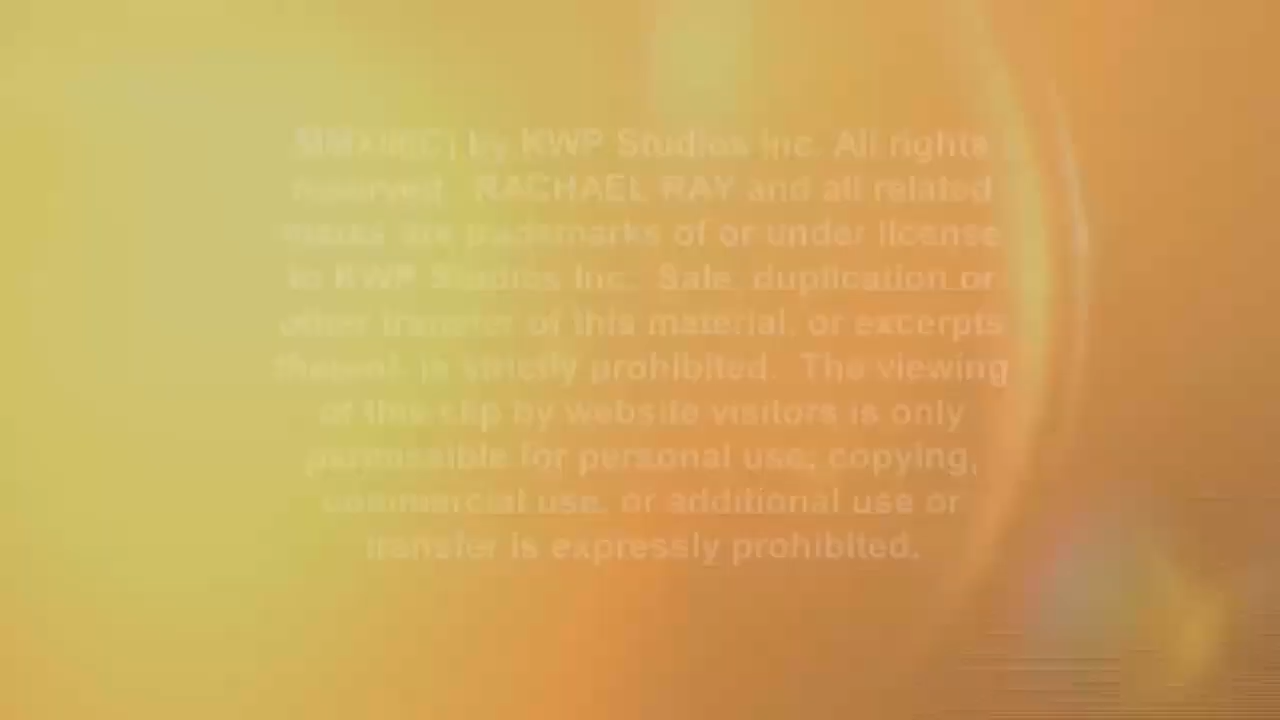 by KWP Studios Inc. All rights
reserved. RACHAEL RAY and all related
marks are trademarks of or under license
to KWP Studios Inc. Sale, duplication or
other transfer of this material, or excerpts
thereof, is strictly prohibited. The viewing
of this clip by website visitors is only
permissible for personal use; copying,
commercial use, or additional use or
transfer is expressly prohibited.